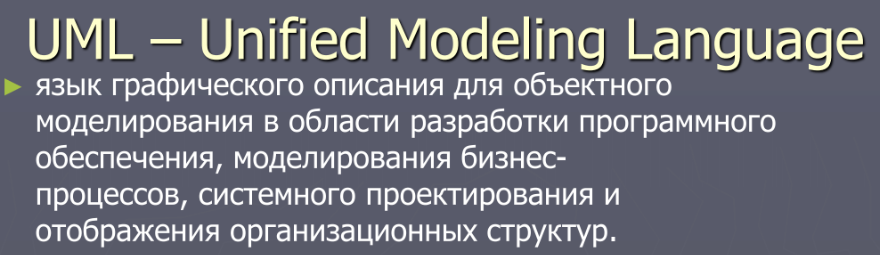 UML – Unified Modeling Language
► язык графического описания для объектного
моделирования в области разработки программного
обеспечения, моделирования бизнес-
процессов, системного проектирования и
отображения организационных структур.